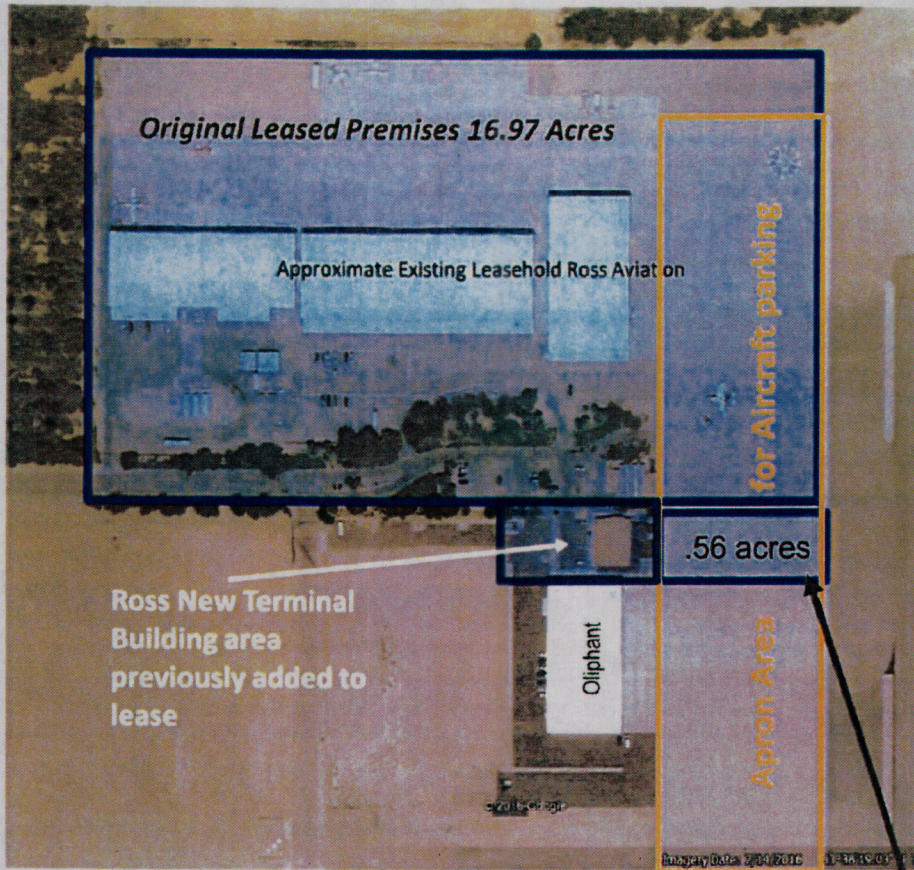 Original Leased Premises 16.97 Acres
Approximate Existing Leasehold Ross Aviation
for Aircraft parking
.56 acres
Ross New Terminal
Building area
previously added to
lease
Oliphant
Apron Area
Imagery Date: 2/14/2016